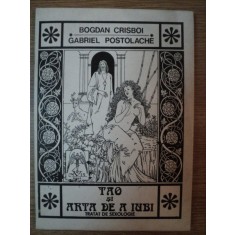 BOGDAN CRISBOI
GABRIEL POSTOLACHE
TAO
ȘI
ARTA DE A IUBI
TRATAT DE SEXOLOGIE